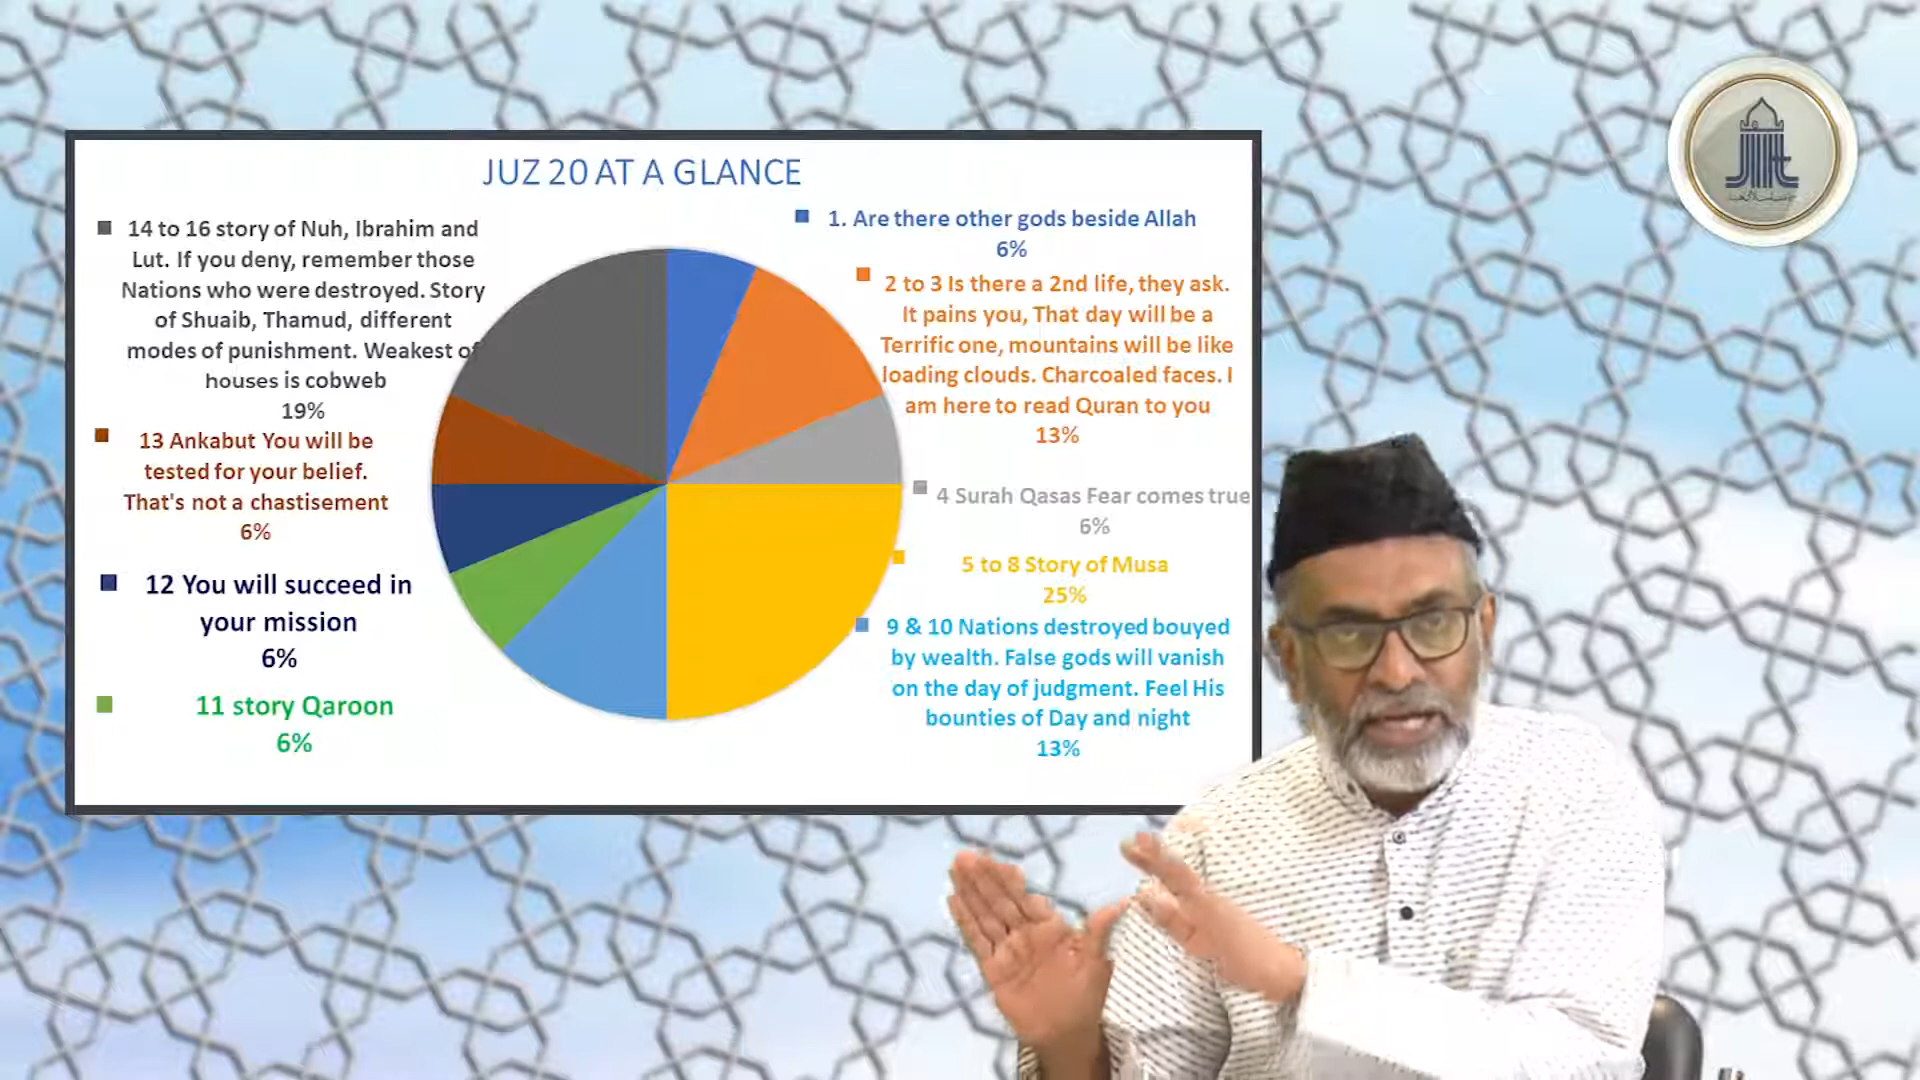 JUZ 20 AT A GLANCE
14 to 16 story of Nuh, Ibrahim and
Lut. If you deny, remember those
Nations who were destroyed. Story
of Shuaib, Thamud, different
modes of punishment. Weakest of
houses is cobweb
19%
13 Ankabut You will be
tested for your belief.
That's not a chastisement
6%
12 You will succeed in
your mission
6%
11 story Qaroon
6%
1. Are there other gods beside Allah
6%
2 to 3 Is there a 2nd life, they ask.
It pains you, That day will be a
Terrific one, mountains will be like
loading clouds. Charcoaled faces. I
am here to read Quran to you
13%
4 Surah Qasas Fear comes true
6%
5 to 8 Story of Musa
25%
9 & 10 Nations destroyed bouyed
by wealth. False gods will vanish
on the day of judgment. Feel His
bounties of Day and night
13%